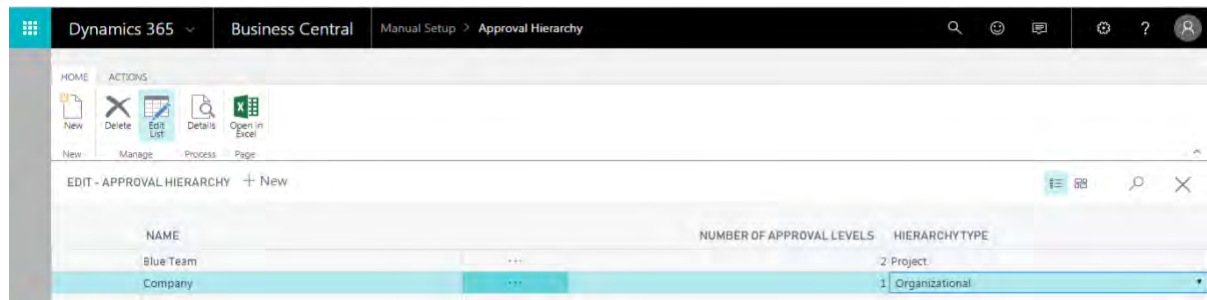 Dynamics 365 Business Central Manual Setup > Approval Hierarchy ?
HOME ACTIONS
New Delete Edit List Details Open in Excel
New Manage Process Page
EDIT - APPROVAL HIERARCHY + New
NAME NUMBER OF APPROVAL LEVELS HIERARCHY TYPE
Blue Team ... 2 Project
Company ... 1 Organizational